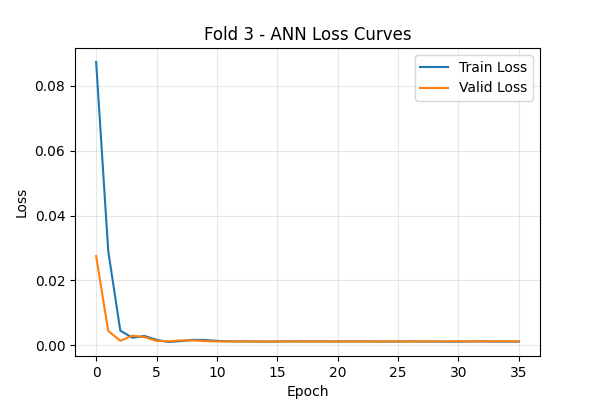 Fold 3 - ANN Loss Curves
Train Loss
Valid Loss
0.08
0.06
0.04
0.02
0.00
Loss
0 5 10 15 20 25 30 35
Epoch